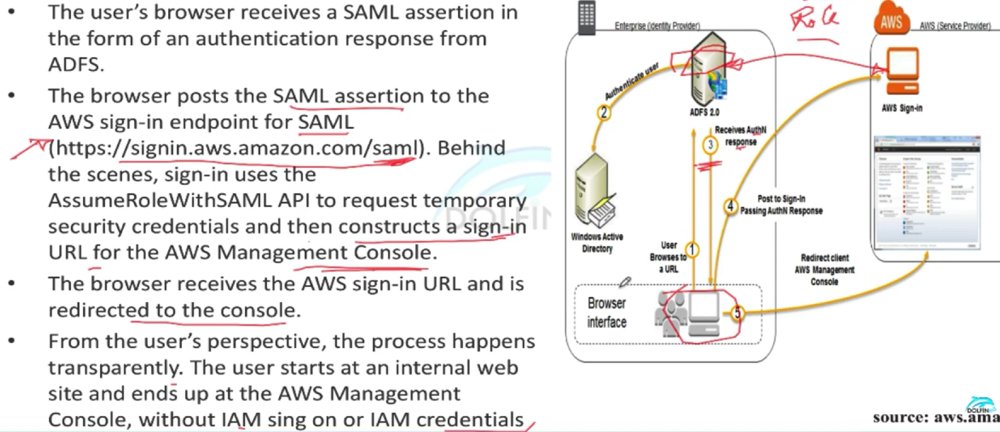 • The user's browser receives a SAML assertion in
the form of an authentication response from
ADFS.
• The browser posts the SAML assertion to the
AWS sign-in endpoint for SAML
(https://signin.aws.amazon.com/saml). Behind
the scenes, sign-in uses the
AssumeRoleWithSAML API to request temporary
security credentials and then constructs a sign-in
URL for the AWS Management Console.
• The browser receives the AWS sign-in URL and is
redirected to the console.
• From the user's perspective, the process happens
transparently. The user starts at an internal web
site and ends up at the AWS Management
Console, without IAM sing on or IAM credentials
DOLFIN
Role
Enterprise (Identity Provider)
AWS
AWS (Service Provider)
Authenticate user
2
ADFS 2.0
AWS Sign-in
Receives AuthN
response
3
Windows Active
Directory
4
Post to Sign-In
Passing AuthN Response
User
Browses to
a URL
1
Redirect client
AWS Management
Console
Browser
interface
5
DOLFIN
source: aws.ama